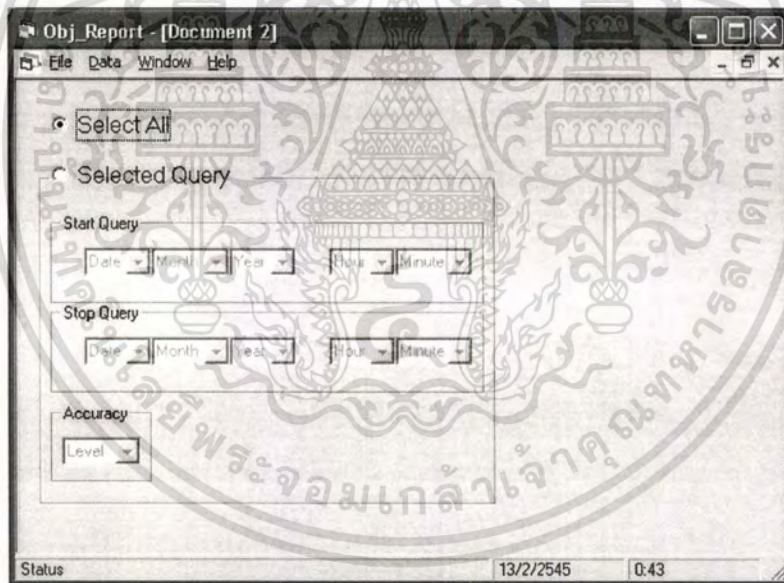 Obj_Report - [Document 2]
File Data Window Help
Select All
Selected Query
Start Query
Date Month Year Hour Minute
Stop Query
Date Month Year Hour Minute
Accuracy
Level
Status 13/2/2545 0:43